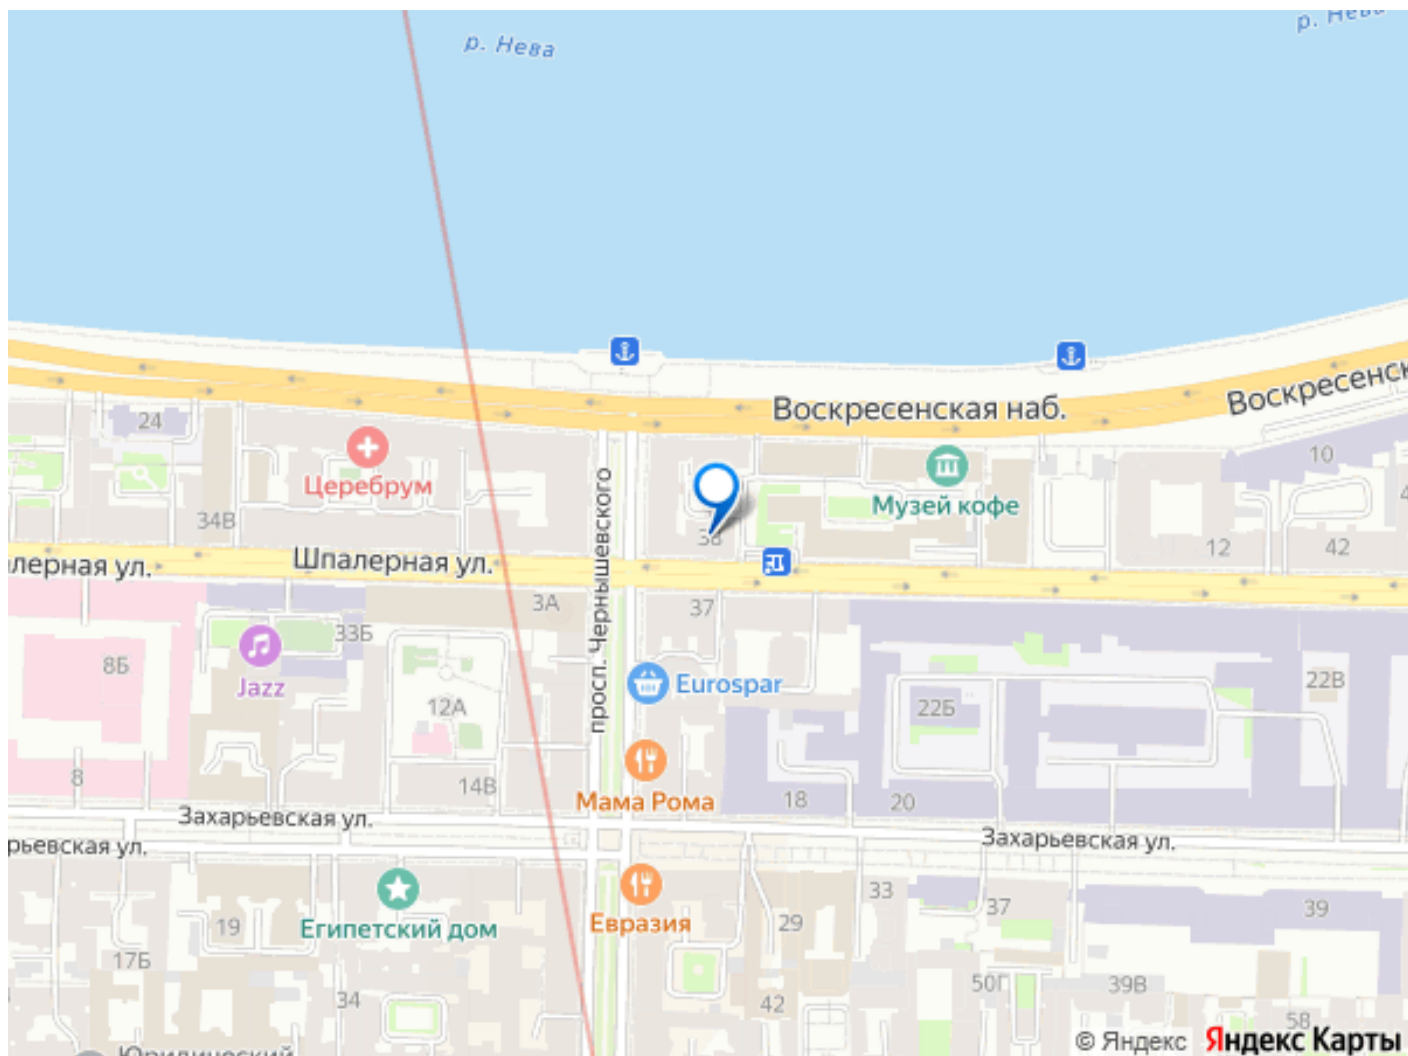 р. Нева
р. Нева
Воскресенская наб.
Воскресенск
24
10
Церебрум
Музей кофе
34В
просп. Чернышевского
38
12
42
Шпалерная ул.
лерная ул.
3А
37
33Б
8Б
Jazz
Eurospar
22В
12А
22Б
8
14В
Мама Рома
18
20
Захарьевская ул.
рьевская ул.
Захарьевская ул.
33
37
39
19
Египетский дом
Евразия
29
17Б
34
42
50Г
39В
58
Юридический
© Яндекс Яндекс Карты